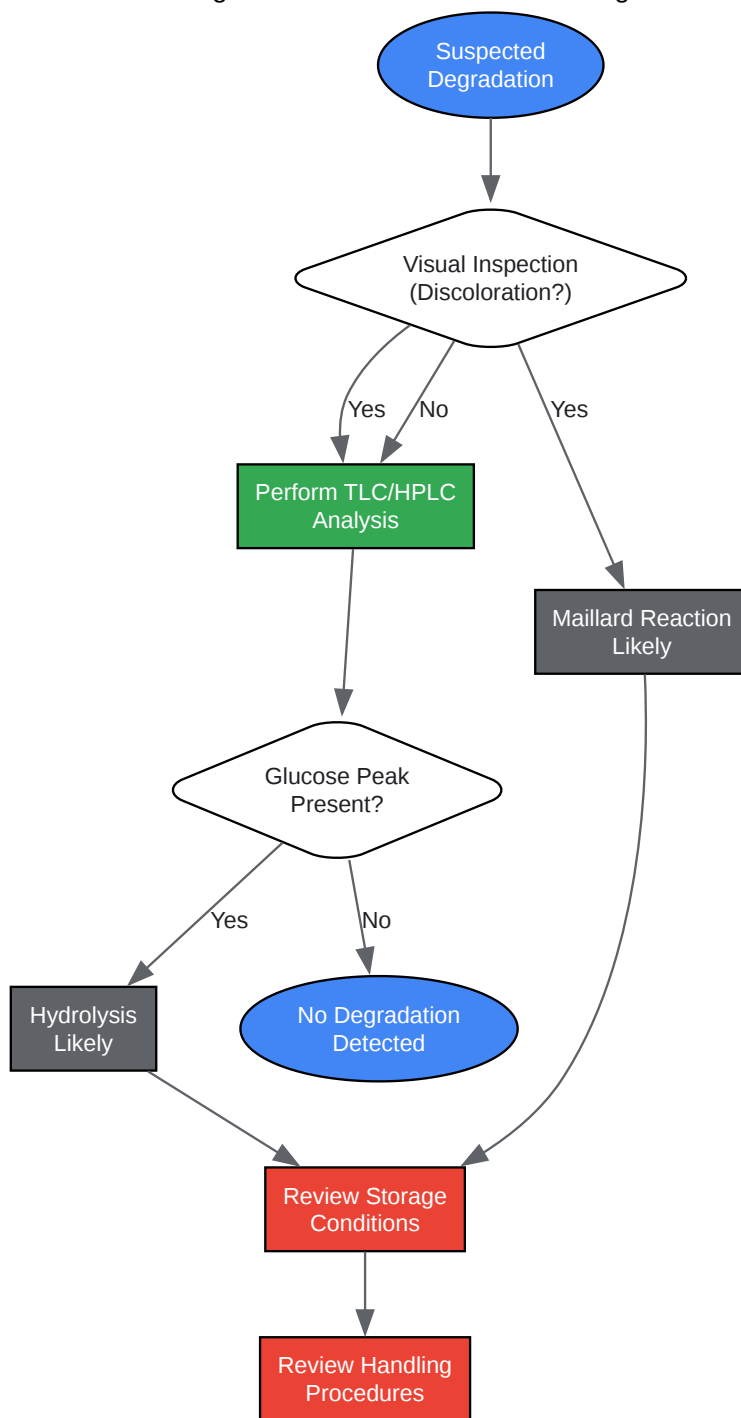 Suspected
Degradation
Visual Inspection
(Discoloration?)
Yes
No
Yes
Perform TLC/HPLC
Analysis
Maillard Reaction
Likely
Glucose Peak
Present?
Yes
No
Hydrolysis
Likely
No Degradation
Detected
Review Storage
Conditions
Review Handling
Procedures